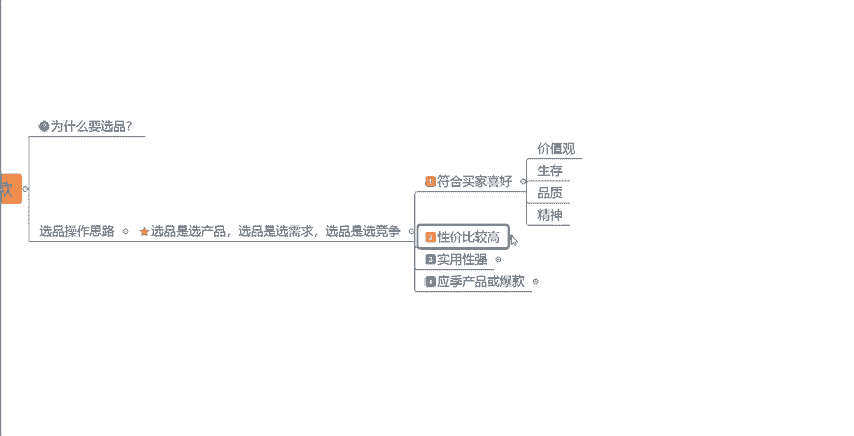 为什么要选品?
价值观
生存
1 符合买家喜好
品质
款
精神
选品操作思路
选品是选产品，选品是选需求，选品是选竞争
2 性价比较高
3 实用性强
4 应季产品或爆款